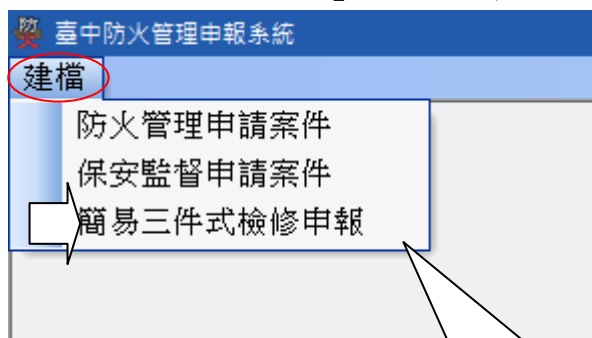 臺中防火管理申報系統
建檔
防火管理申請案件
保安監督申請案件
簡易三件式檢修申報